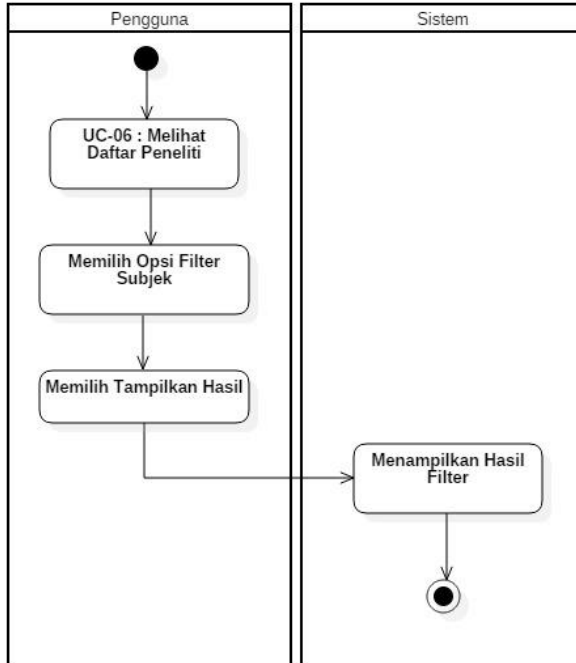 Pengguna
Sistem
UC-06 : Melihat
Daftar Peneliti
Memilih Opsi Filter
Subjek
Memilih Tampilkan Hasil
Menampilkan Hasil
Filter